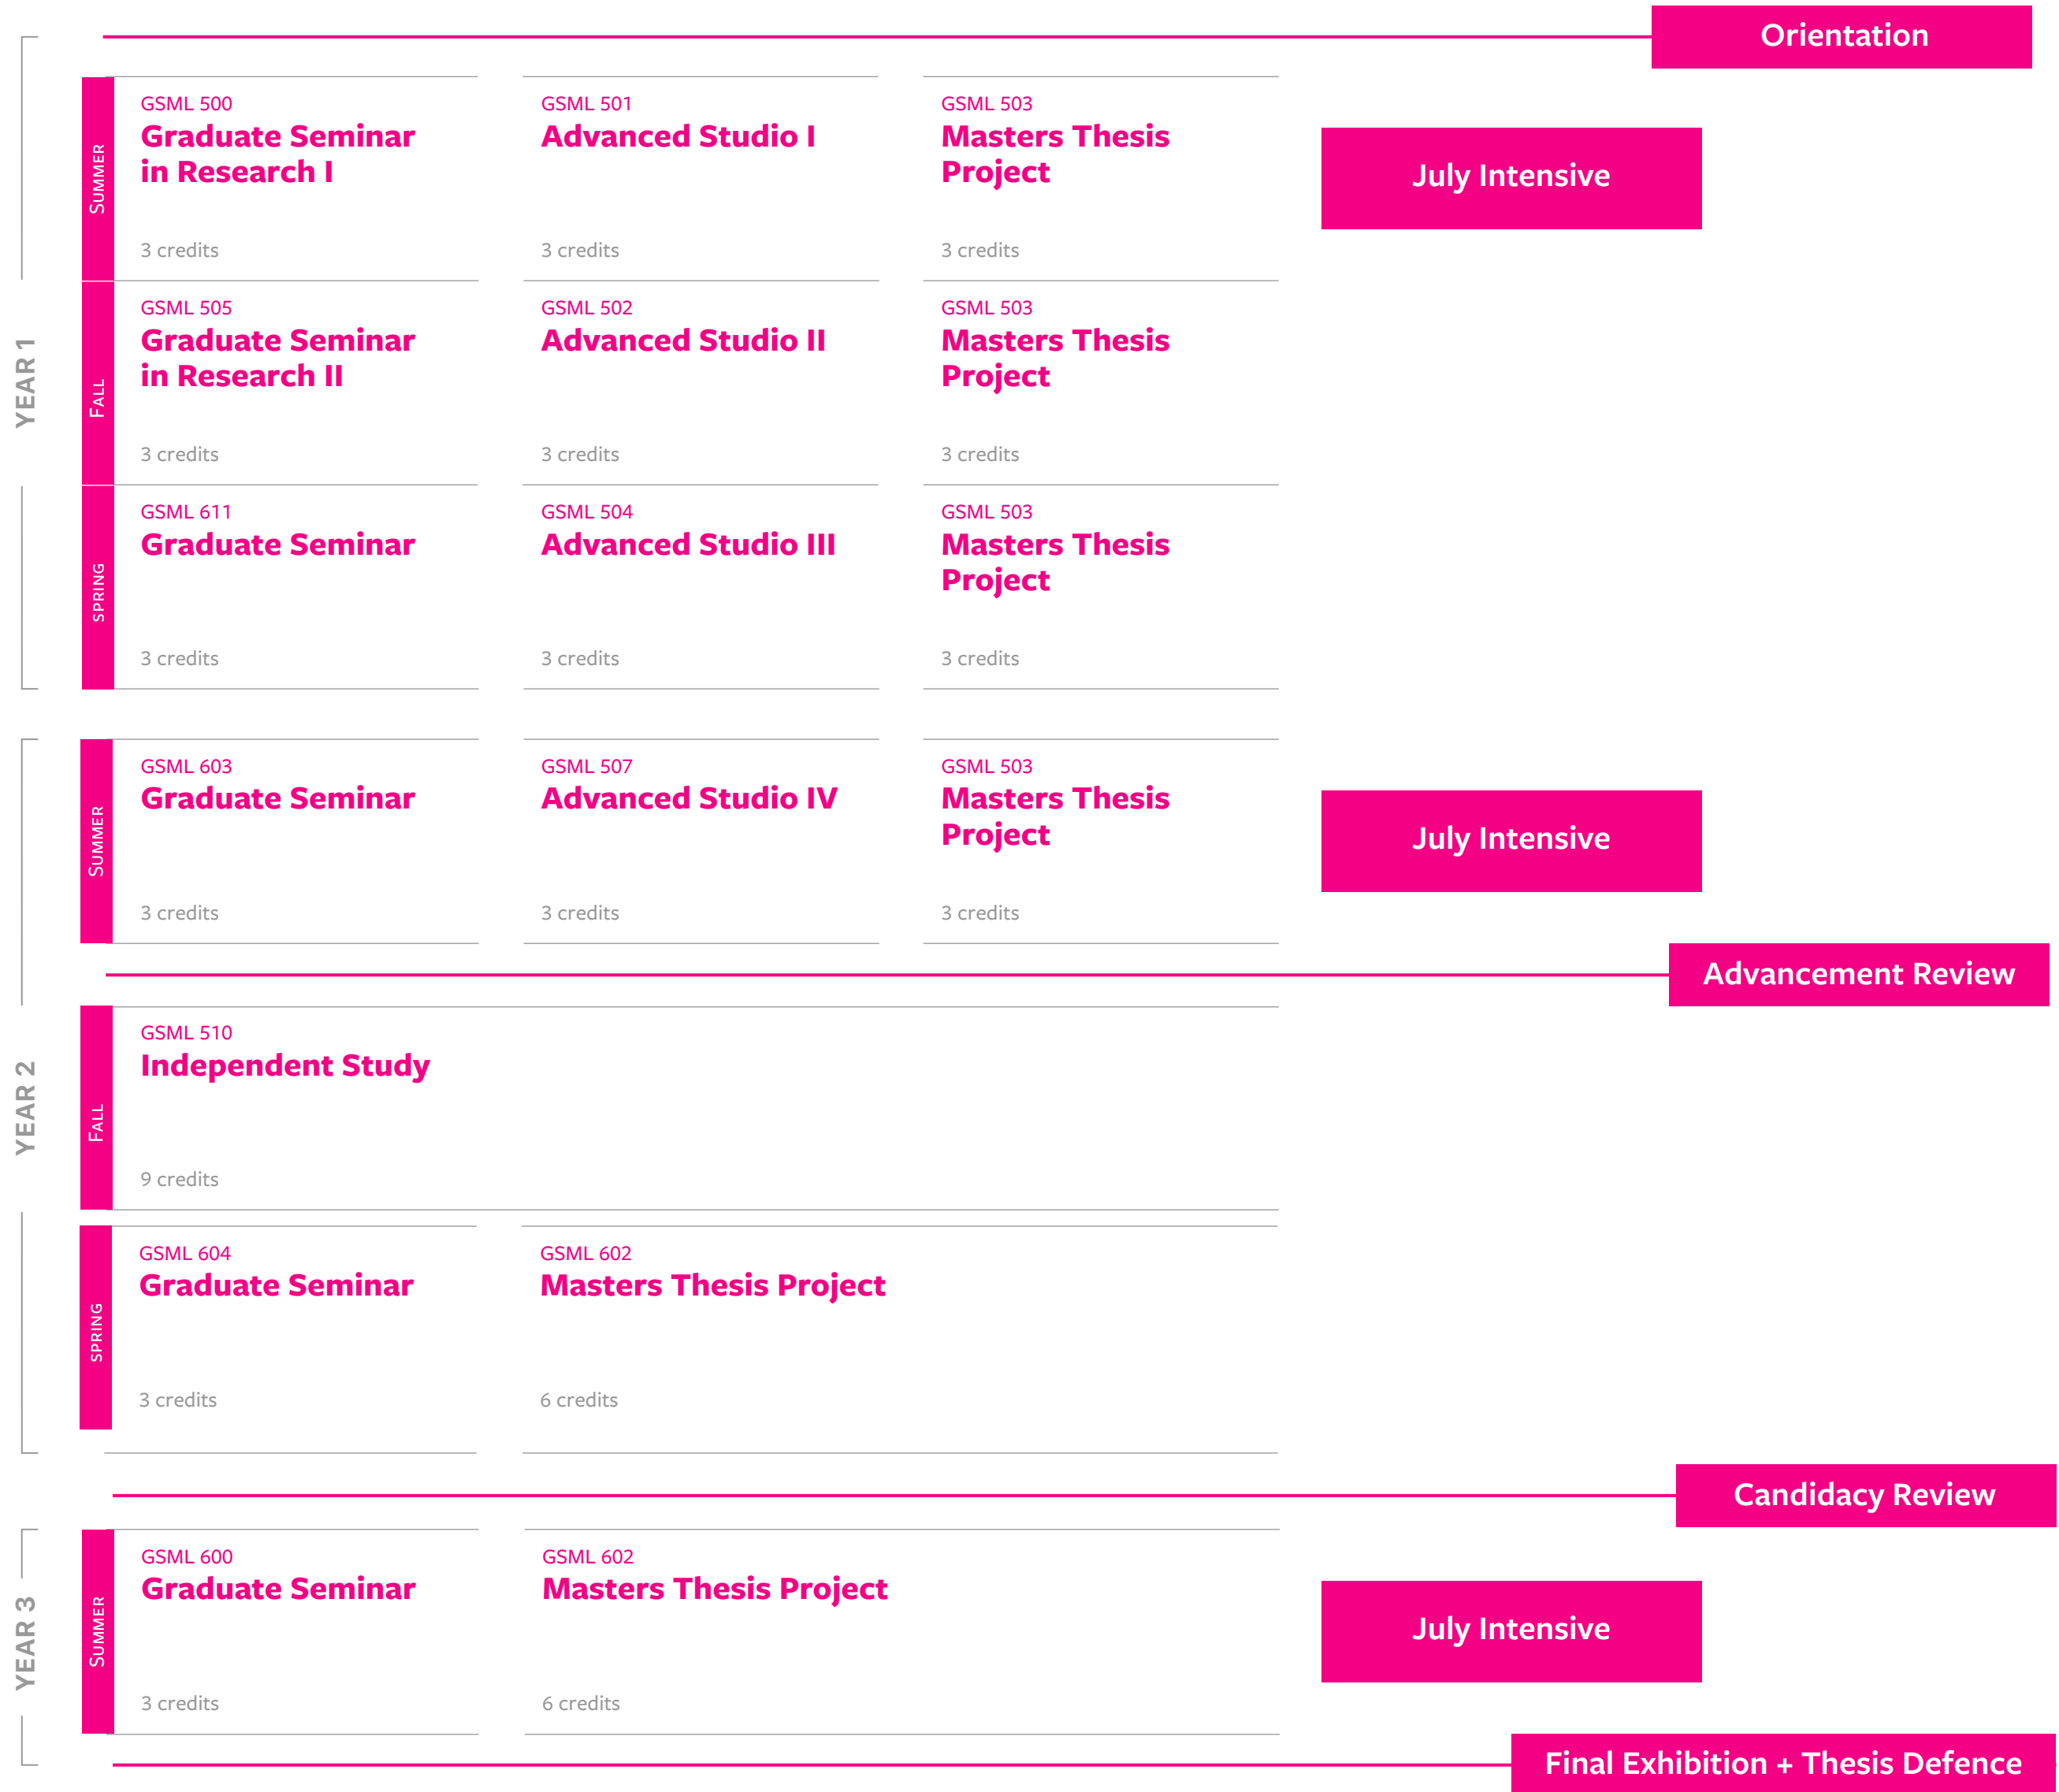 Orientation
YEAR 1
SUMMER
GSML 500
Graduate Seminar
in Research I
3 credits
GSML 501
Advanced Studio I
3 credits
GSML 503
Masters Thesis
Project
3 credits
July Intensive
FALL
GSML 505
Graduate Seminar
in Research II
3 credits
GSML 502
Advanced Studio II
3 credits
GSML 503
Masters Thesis
Project
3 credits
SPRING
GSML 611
Graduate Seminar
3 credits
GSML 504
Advanced Studio III
3 credits
GSML 503
Masters Thesis
Project
3 credits
YEAR 2
SUMMER
GSML 603
Graduate Seminar
3 credits
GSML 507
Advanced Studio IV
3 credits
GSML 503
Masters Thesis
Project
3 credits
July Intensive
Advancement Review
FALL
GSML 510
Independent Study
9 credits
SPRING
GSML 604
Graduate Seminar
3 credits
GSML 602
Masters Thesis Project
6 credits
Candidacy Review
YEAR 3
SUMMER
GSML 600
Graduate Seminar
3 credits
GSML 602
Masters Thesis Project
6 credits
July Intensive
Final Exhibition + Thesis Defence